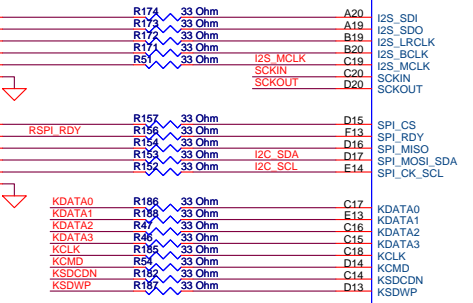 R174 33 Ohm A20 I2S_SDI
R173 33 Ohm A19 I2S_SDO
R172 33 Ohm B19 I2S_LRCLK
R171 33 Ohm B20 I2S_BCLK
R51 33 Ohm I2S_MCLK C19 I2S_MCLK
SCKIN C20 SCKIN
SCKOUT D20 SCKOUT
R157 33 Ohm D15 SPI_CS
RSPI_RDY R156 33 Ohm F13 SPI_RDY
R154 33 Ohm D16 SPI_MISO
R153 33 Ohm I2C_SDA D17 SPI_MOSI_SDA
R152 33 Ohm I2C_SCL E14 SPI_CK_SCL
KDATA0 R186 33 Ohm C17 KDATA0
KDATA1 R188 33 Ohm E13 KDATA1
KDATA2 R47 33 Ohm C16 KDATA2
KDATA3 R46 33 Ohm C15 KDATA3
KCLK R185 33 Ohm C18 KCLK
KCMD R54 33 Ohm D14 KCMD
KSDCDN R182 33 Ohm C14 KSDCDN
KSDWP R187 33 Ohm D13 KSDWP